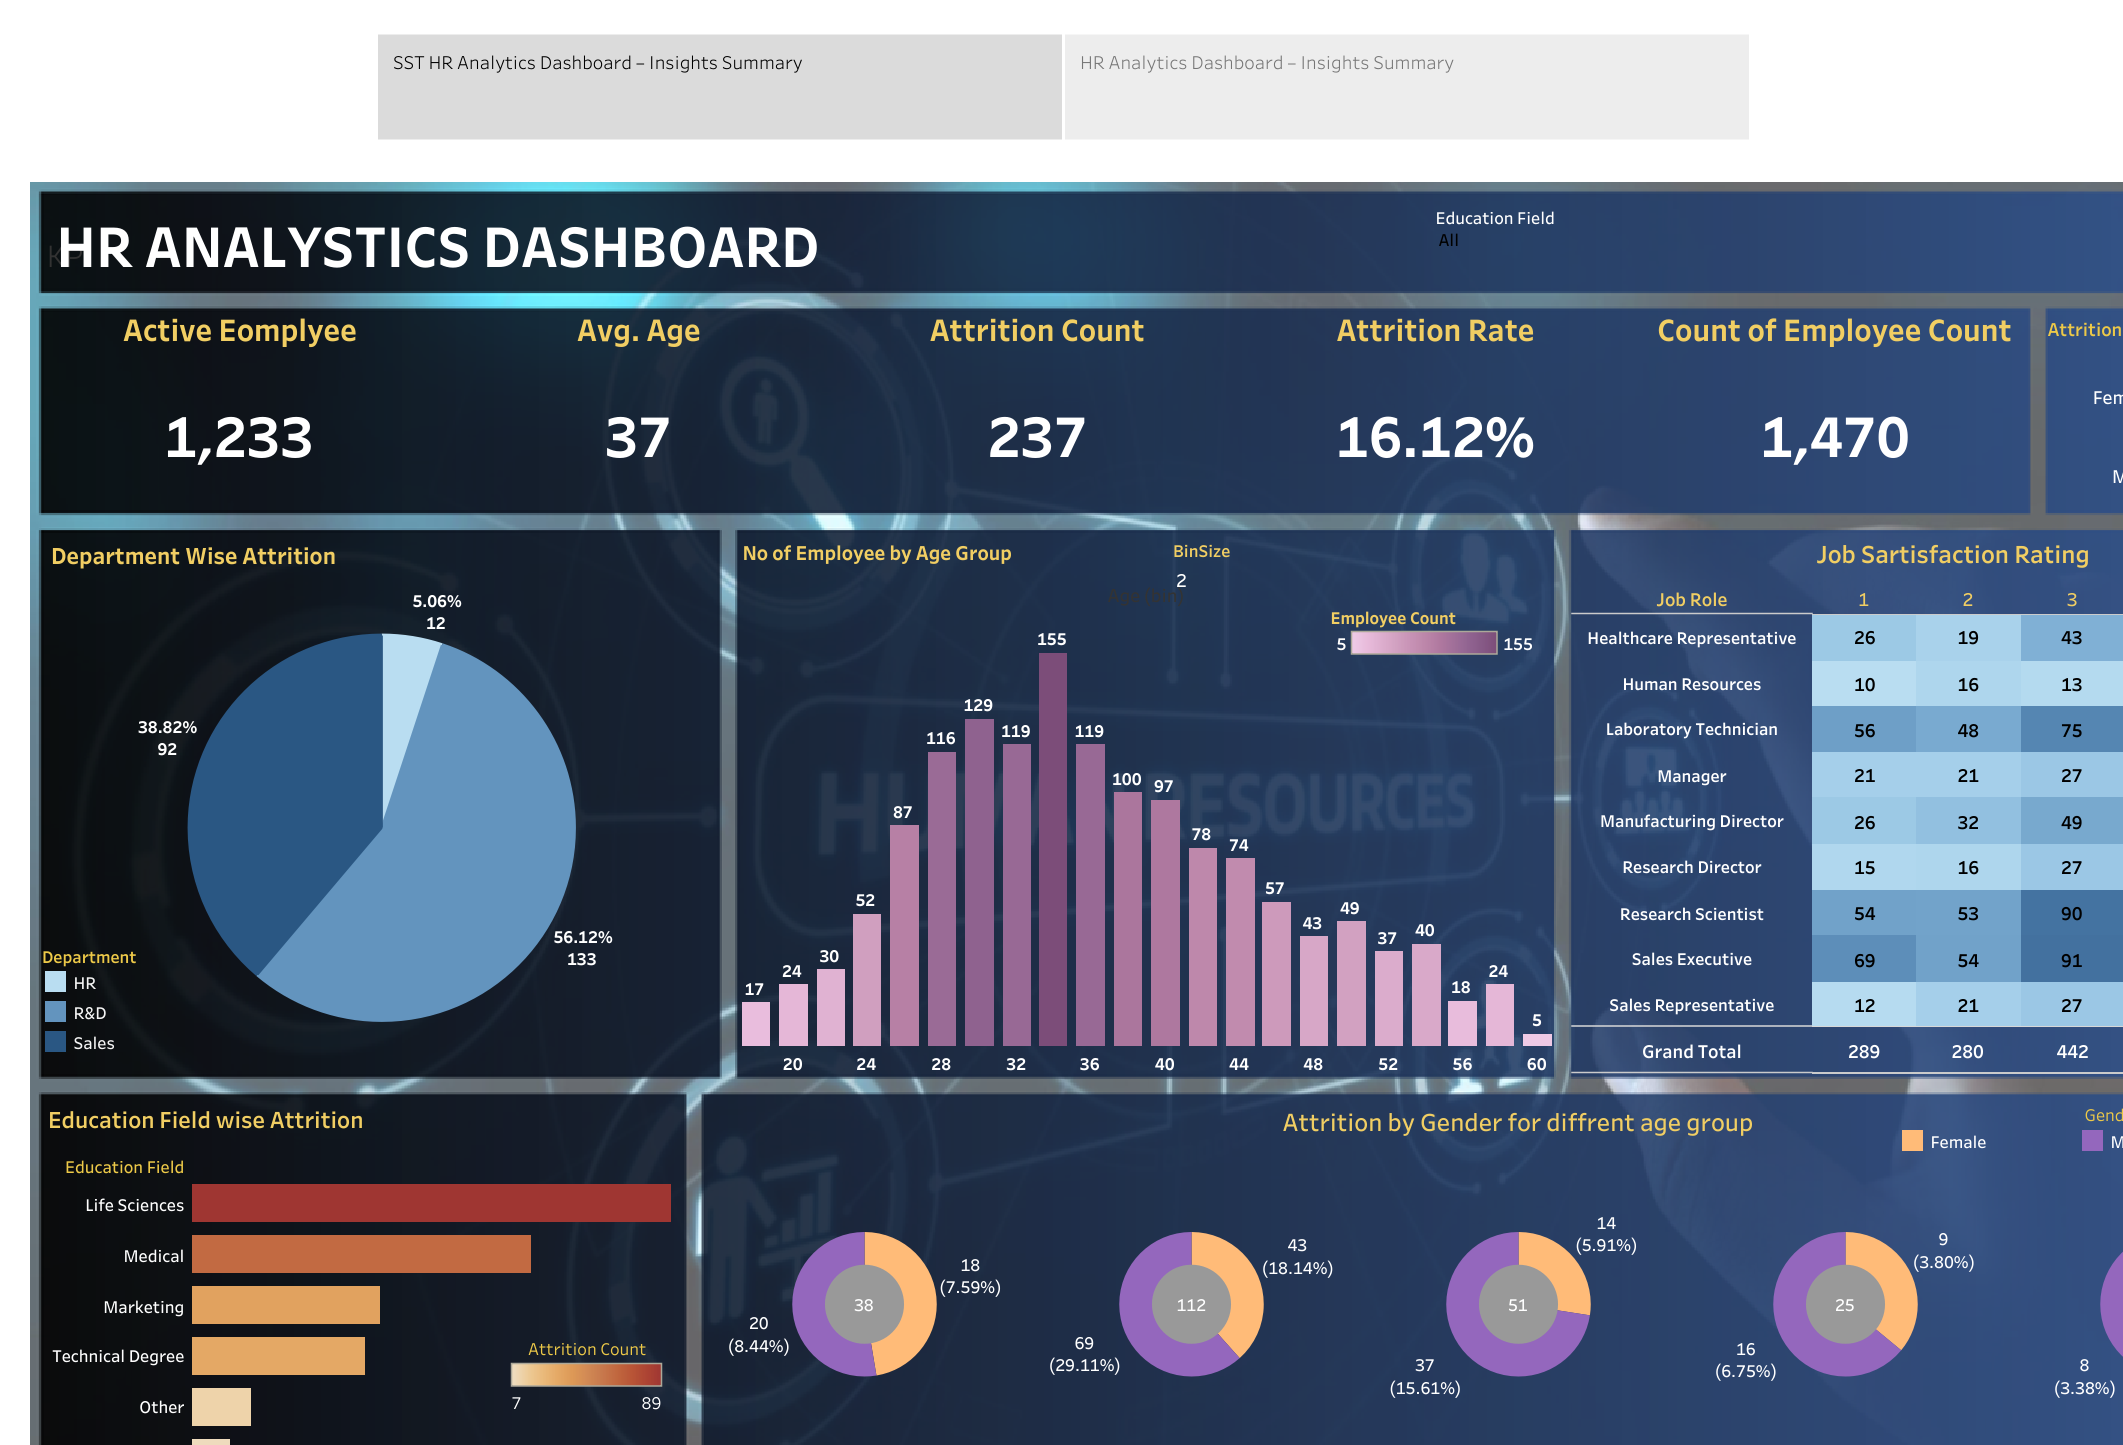 SST HR Analytics Dashboard – Insights Summary
HR Analytics Dashboard – Insights Summary
HR ANALYSTICS DASHBOARD
Education Field
All
Active Eomplyee
Avg. Age
Attrition Count
Attrition Rate
Count of Employee Count
Attrition
1,233
37
237
16.12%
1,470
Fem
M
Department Wise Attrition
5.06%
12
38.82%
92
56.12%
133
Department
HR
R&D
Sales
No of Employee by Age Group
BinSize
2
Employee Count
5
155
17
24
30
52
87
116
129
119
155
119
100
97
78
74
57
43
49
37
40
18
24
5
20 24 28 32 36 40 44 48 52 56 60
HUMAN RESOURCES
Job Sartisfaction Rating
Job Role 1 2 3
Healthcare Representative 26 19 43
Human Resources 10 16 13
Laboratory Technician 56 48 75
Manager 21 21 27
Manufacturing Director 26 32 49
Research Director 15 16 27
Research Scientist 54 53 90
Sales Executive 69 54 91
Sales Representative 12 21 27
Grand Total 289 280 442
Education Field wise Attrition
Education Field
Life Sciences
Medical
Marketing
Technical Degree
Other
Attrition Count
7 89
Attrition by Gender for diffrent age group
Gend
Female
M
18
(7.59%)
38
20
(8.44%)
43
(18.14%)
112
69
(29.11%)
14
(5.91%)
51
37
(15.61%)
9
(3.80%)
25
16
(6.75%)
8
(3.38%)